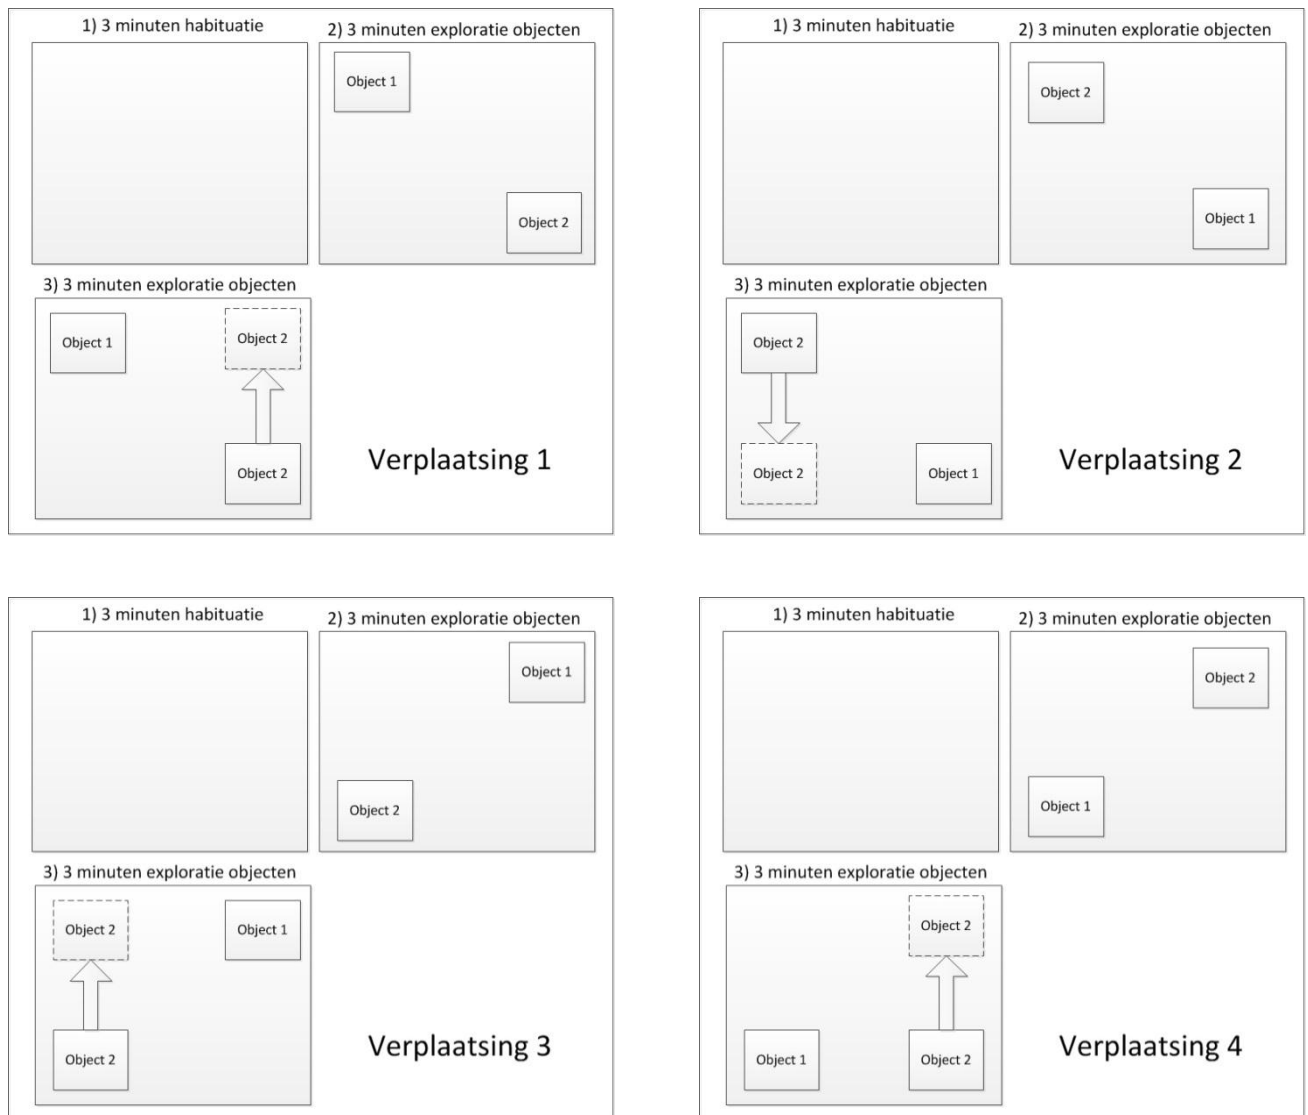 1) 3 minuten habituatie
2) 3 minuten exploratie objecten
Object 1
Object 2
3) 3 minuten exploratie objecten
Object 1
Object 2
Object 2
Verplaatsing 1
1) 3 minuten habituatie
2) 3 minuten exploratie objecten
Object 2
Object 1
3) 3 minuten exploratie objecten
Object 2
Object 2
Object 1
Verplaatsing 2
1) 3 minuten habituatie
2) 3 minuten exploratie objecten
Object 1
Object 2
3) 3 minuten exploratie objecten
Object 2
Object 1
Object 2
Verplaatsing 3
1) 3 minuten habituatie
2) 3 minuten exploratie objecten
Object 2
Object 1
3) 3 minuten exploratie objecten
Object 2
Object 1
Object 2
Verplaatsing 4